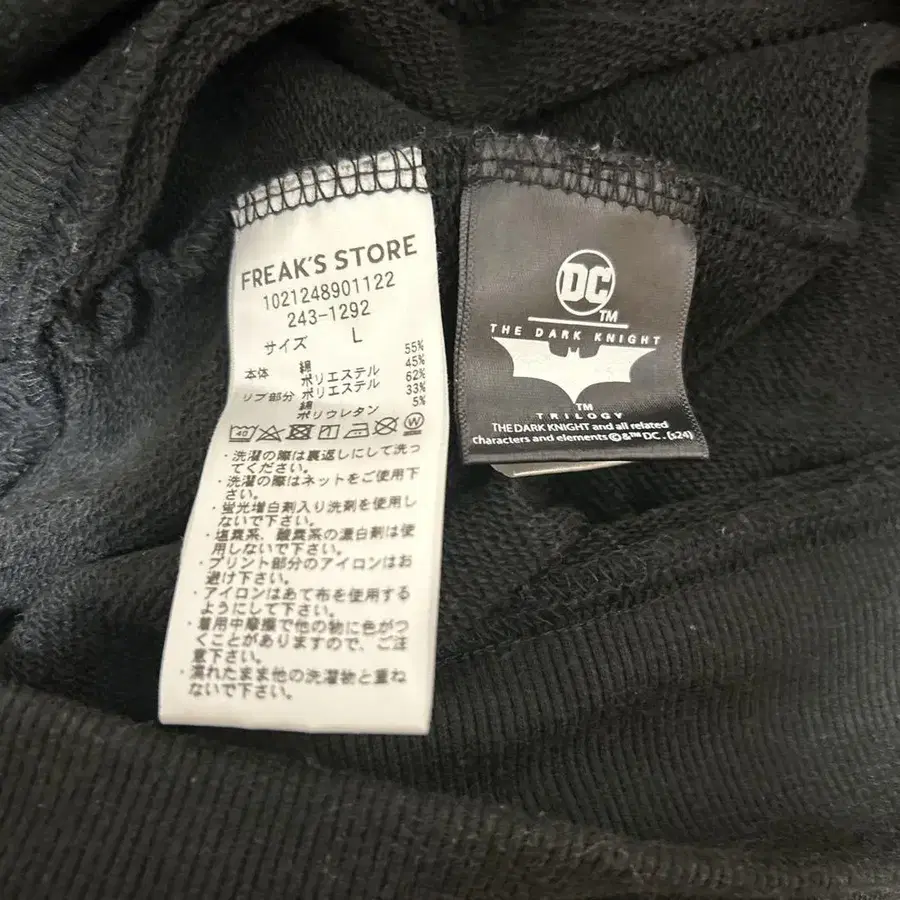 FREAK'S STORE
1021248901122
243-1292
サイズ L
本体 綿 55%
ポリエステル 45%
リブ部分 ポリエステル 62%
綿 33%
ポリウレタン 5%
40
W
・洗濯の際は裏返しにして洗っ
てください。
・洗濯の際はネットをご使用下
さい。
・蛍光増白剤入り洗剤を使用し
ないで下さい。
・塩素系、酸素系の漂白剤は使
用しないで下さい。
・プリント部分のアイロンはお
避け下さい。
・アイロンはあて布を使用する
ようにして下さい。
・着用中摩擦で他の物に色がつ
くことがありますので、ご注
意下さい。
・濡れたまま他の洗濯物と重ね
ないで下さい。
DC
TM
THE DARK KNIGHT
TM
TRILOGY
THE DARK KNIGHT and all related
characters and elements©&™DC. (s24)